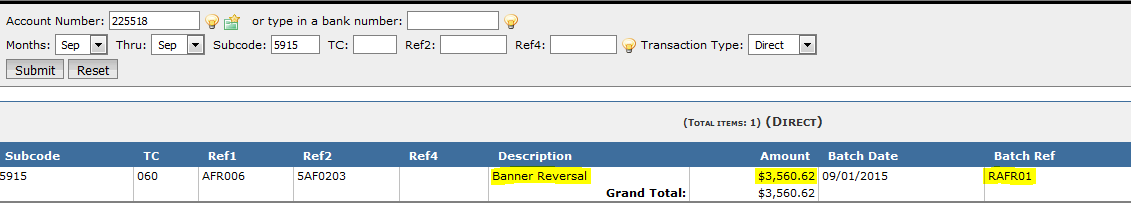 Account Number: 225518 or type in a bank number:
Months: Sep Thru: Sep Subcode: 5915 TC: Ref2: Ref4: Transaction Type: Direct
Submit Reset
(TOTAL ITEMS: 1) (DIRECT)
Subcode TC Ref1 Ref2 Ref4 Description Amount Batch Date Batch Ref
5915 060 AFR006 5AF0203 Banner Reversal $3,560.62 09/01/2015 RAFR01
Grand Total: $3,560.62